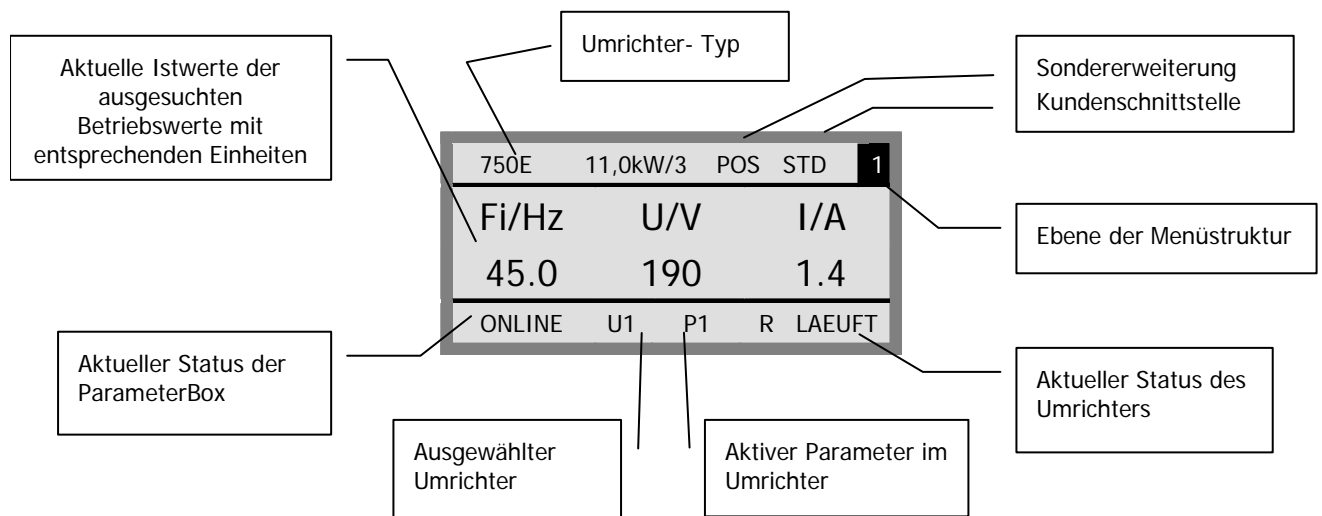 Umrichter- Typ
Aktuelle Istwerte der
ausgesuchten
Betriebswerte mit
entsprechenden Einheiten
Sondererweiterung
Kundenschnittstelle
750E 11,0kW/3 POS STD 1
Fi/Hz U/V I/A
45.0 190 1.4
ONLINE U1 P1 R LAEUFT
Ebene der Menüstruktur
Aktueller Status der
ParameterBox
Aktueller Status des
Umrichters
Ausgewählter
Umrichter
Aktiver Parameter im
Umrichter